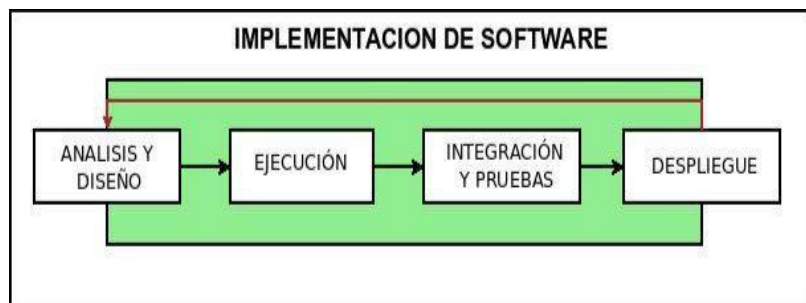 IMPLEMENTACION DE SOFTWARE
ANALISIS Y
DISEÑO
EJECUCIÓN
INTEGRACIÓN
Y PRUEBAS
DESPLIEGUE